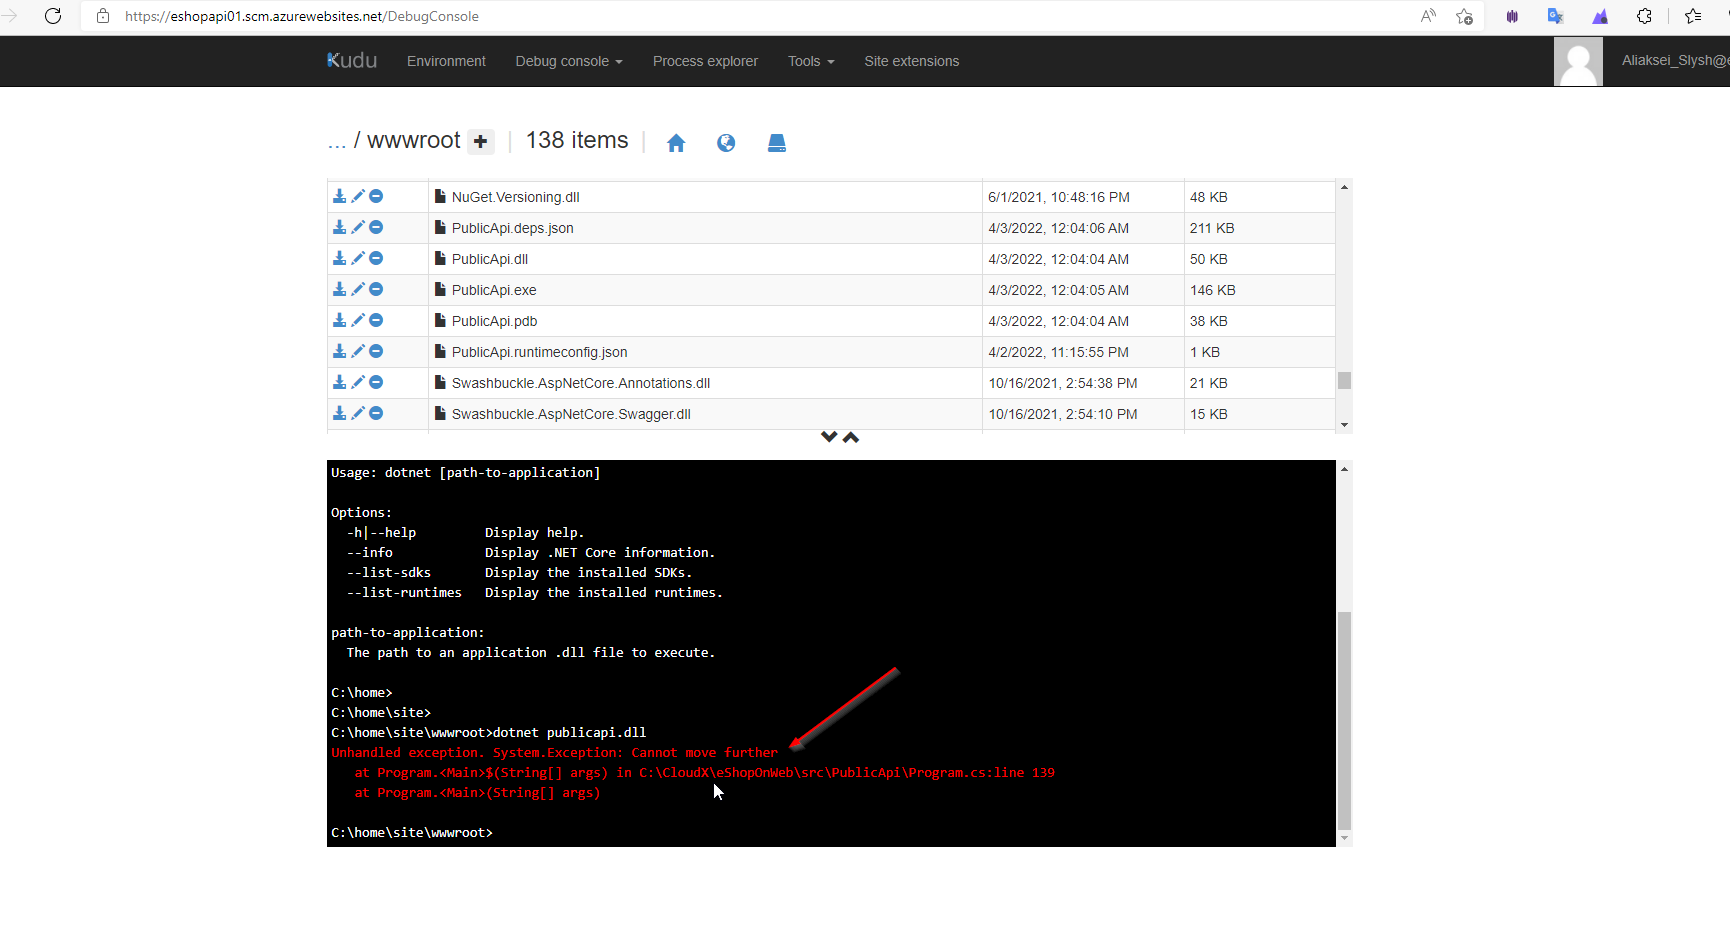 https://eshopapi01.scm.azurewebsites.net/DebugConsole
Kudu Environment Debug console Process explorer Tools Site extensions Aliaksei_Slysh@
... / wwwroot + | 138 items |
NuGet.Versioning.dll 6/1/2021, 10:48:16 PM 48 KB
PublicApi.deps.json 4/3/2022, 12:04:06 AM 211 KB
PublicApi.dll 4/3/2022, 12:04:04 AM 50 KB
PublicApi.exe 4/3/2022, 12:04:05 AM 146 KB
PublicApi.pdb 4/3/2022, 12:04:04 AM 38 KB
PublicApi.runtimeconfig.json 4/2/2022, 11:15:55 PM 1 KB
Swashbuckle.AspNetCore.Annotations.dll 10/16/2021, 2:54:38 PM 21 KB
Swashbuckle.AspNetCore.Swagger.dll 10/16/2021, 2:54:10 PM 15 KB
Usage: dotnet [path-to-application]
Options:
-h|--help Display help.
--info Display .NET Core information.
--list-sdks Display the installed SDKs.
--list-runtimes Display the installed runtimes.
path-to-application:
The path to an application .dll file to execute.
C:\home>
C:\home\site>
C:\home\site\wwwroot>dotnet publicapi.dll
Unhandled exception. System.Exception: Cannot move further
at Program.<Main>$(String[] args) in C:\CloudX\eShopOnWeb\src\PublicApi\Program.cs:line 139
at Program.<Main>(String[] args)
C:\home\site\wwwroot>